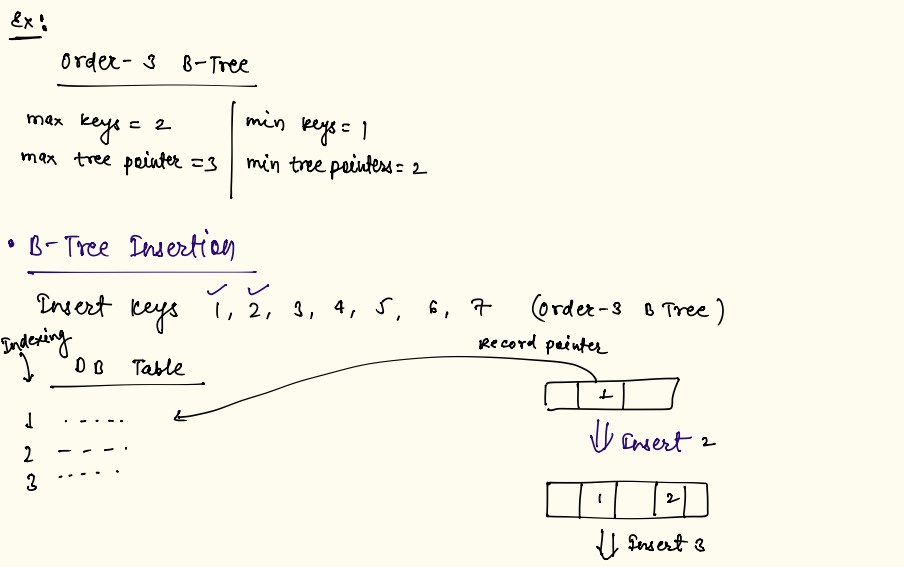 Ex:
Order-3 B-Tree
max keys = 2
max tree pointer = 3
min keys = 1
min tree pointers = 2
• B-Tree Insertion
Insert keys 1, 2, 3, 4, 5, 6, 7 (Order-3 B Tree)
Indexing
DB Table
Record pointer
1
1
Insert 2
2
3
1 2
Insert 3